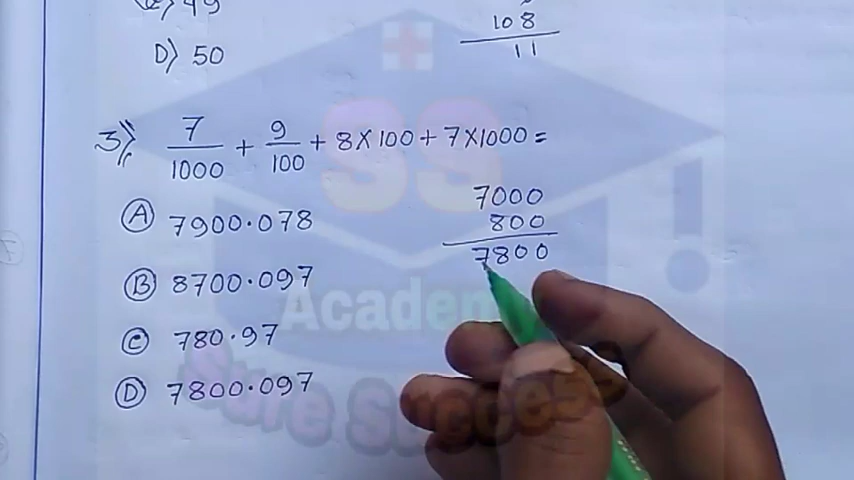 49
108
D) 50
11
3) 7/1000 + 9/100 + 8×100 + 7×1000 =
7000
A 7900.078
800
7800
B 8700.097
C 780.97
D 7800.097
SS
Academy
Sure Success